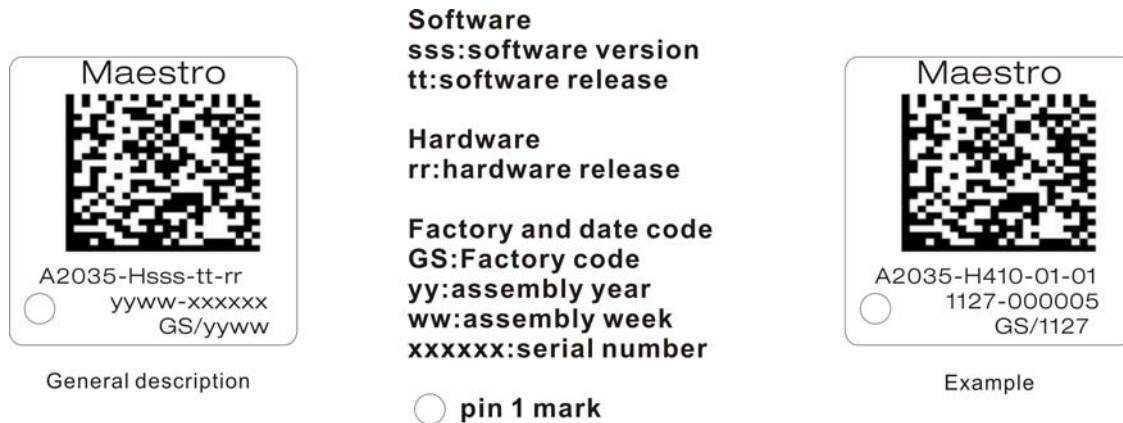 Maestro
A2035-Hsss-tt-rr
yyww-xxxxxx
GS/yyww
General description
Software
sss:software version
tt:software release
Hardware
rr:hardware release
Factory and date code
GS:Factory code
yy:assembly year
ww:assembly week
xxxxxx:serial number
pin 1 mark
Maestro
A2035-H410-01-01
1127-000005
GS/1127
Example